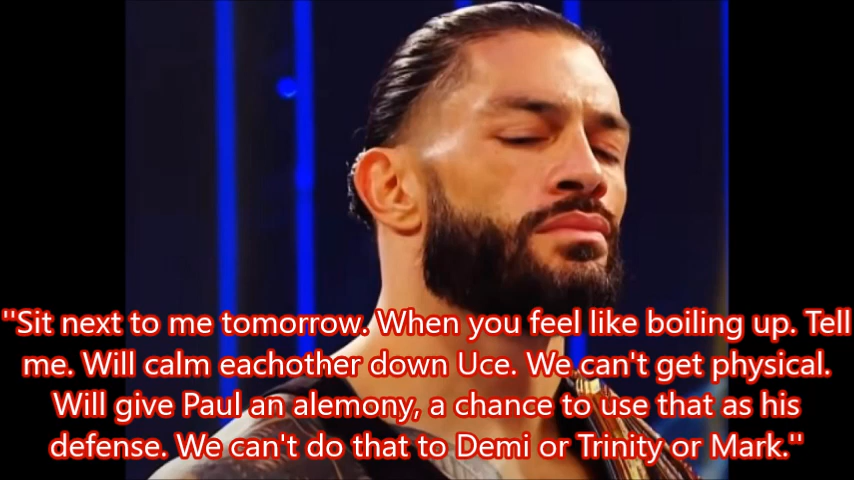 "Sit next to me tomorrow. When you feel like boiling up. Tell
me. Will calm eachother down Uce. We can't get physical.
Will give Paul an alemony, a chance to use that as his
defense. We can't do that to Demi or Trinity or Mark."